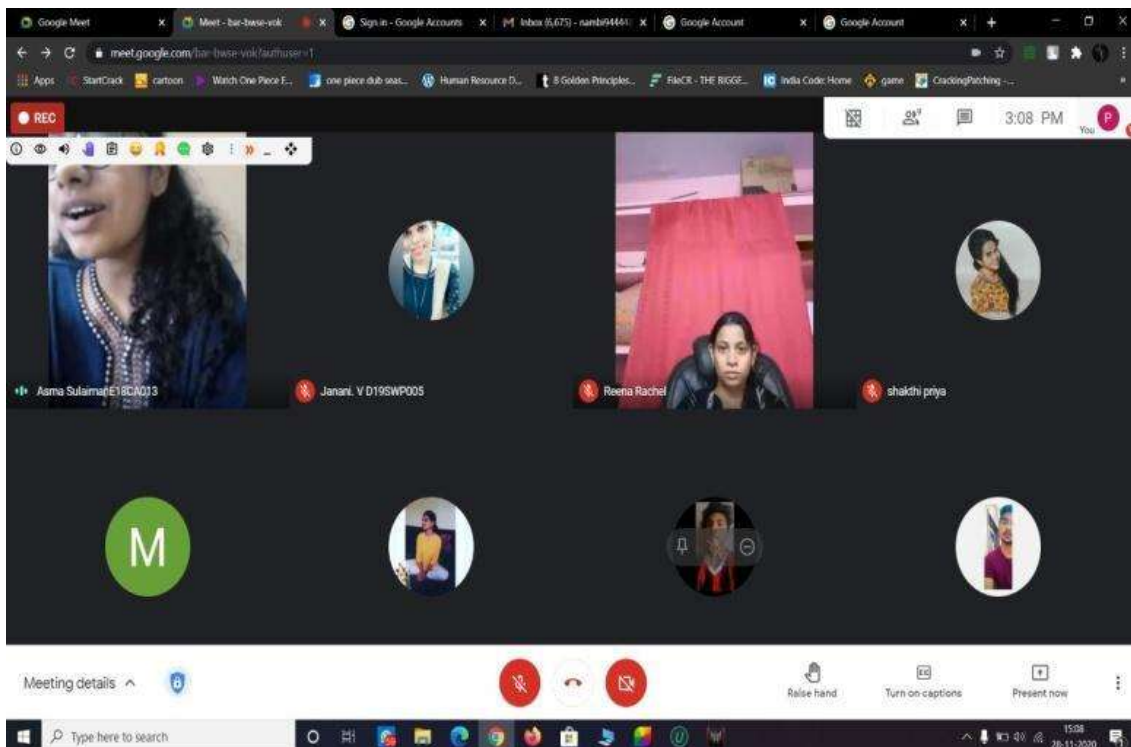 Google Meet
Meet - bar-bwse-vok
Sign in - Google Accounts
Inbox (6,675) - nambi94444
Google Account
Google Account
meet.google.com/bar-bwse-vok?authuser=1
Apps
StartCrack
cartoon
Watch One Piece E...
one piece dub seas...
Human Resource D...
8 Golden Principles...
FileCR - THE BIGGE...
India Code: Home
game
CrackingPatching -...
REC
3:08 PM
You
P
Asma SulaimanE18CA013
Janani. V D19SWP005
Reena Rachel
shakthi priya
M
Meeting details
Raise hand
Turn on captions
Present now
Type here to search
15:08
28-11-2020